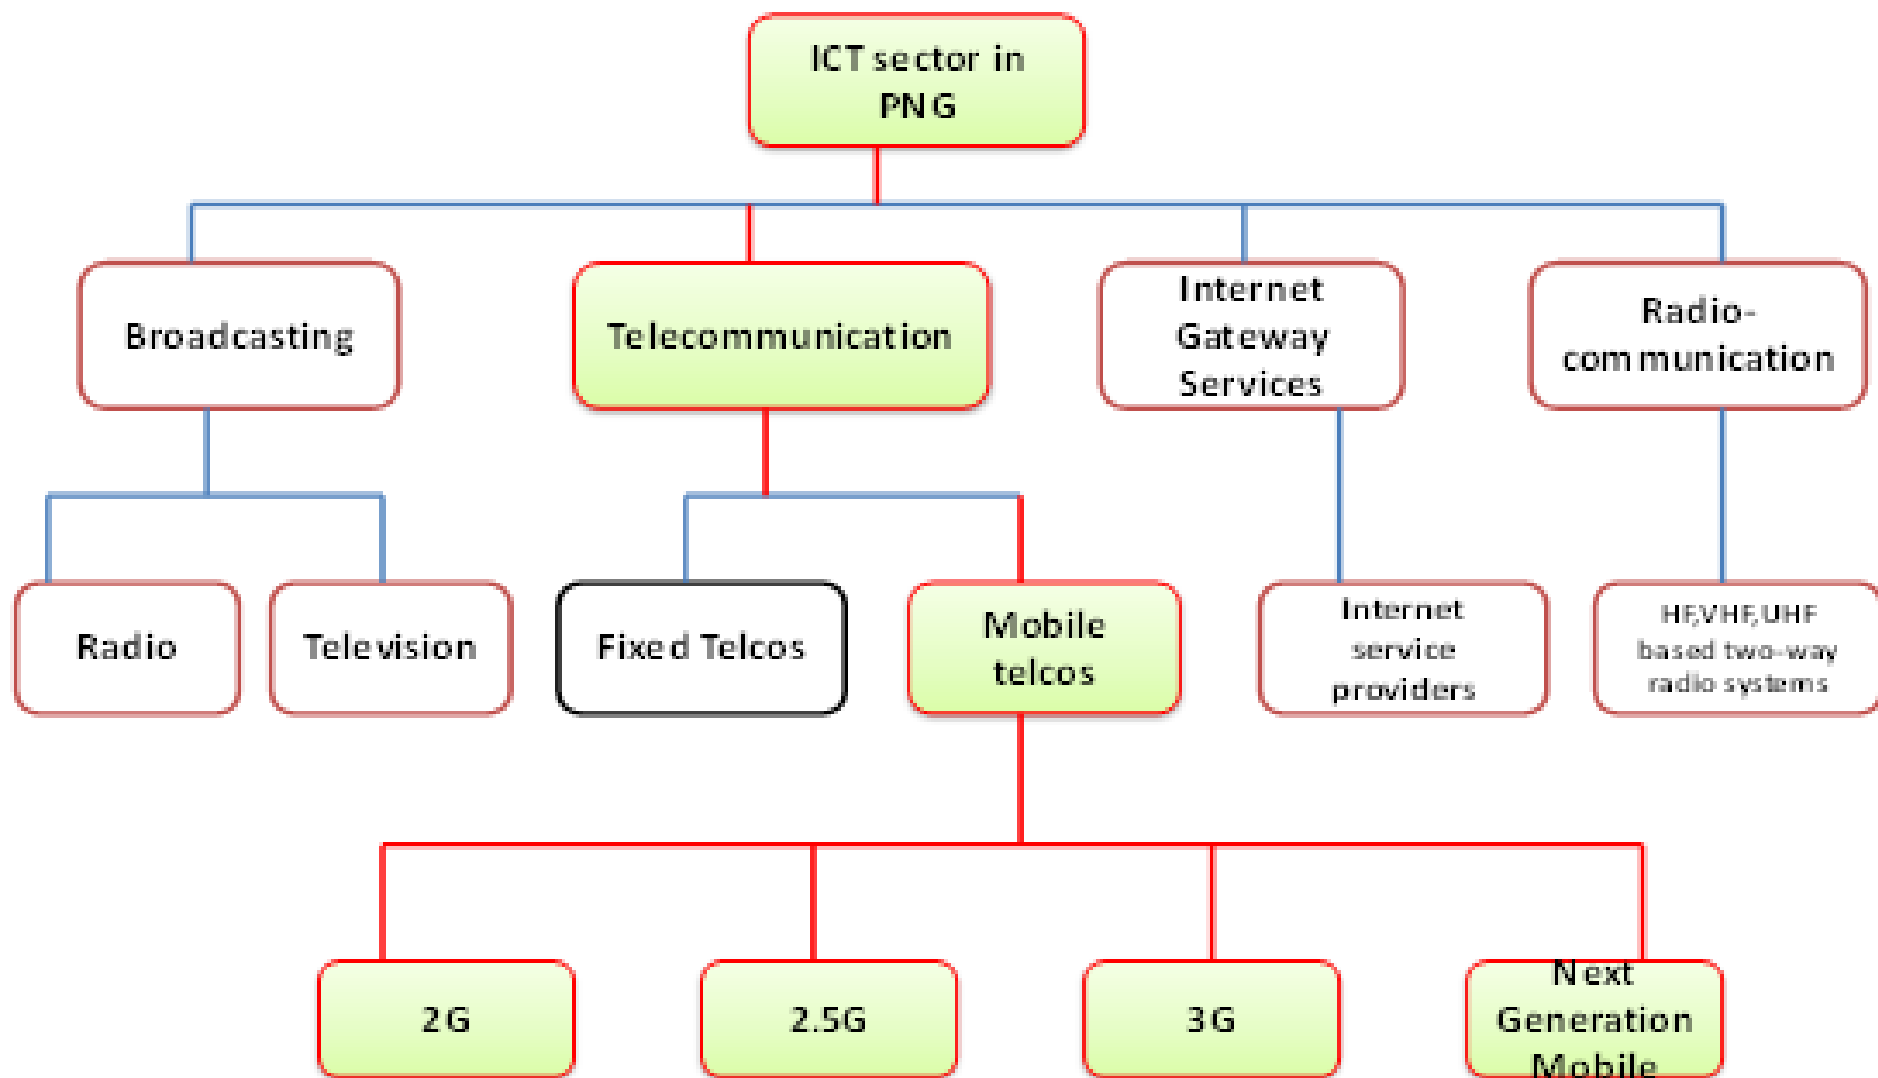 ICT sector in
PNG
Broadcasting
Telecommunication
Internet
Gateway
Services
Radio-
communication
Radio
Television
Fixed Telcos
Mobile
telcos
Internet
service
providers
HF,VHF,UHF
based two-way
radio systems
2G
2.5G
3G
Next
Generation
Mobile